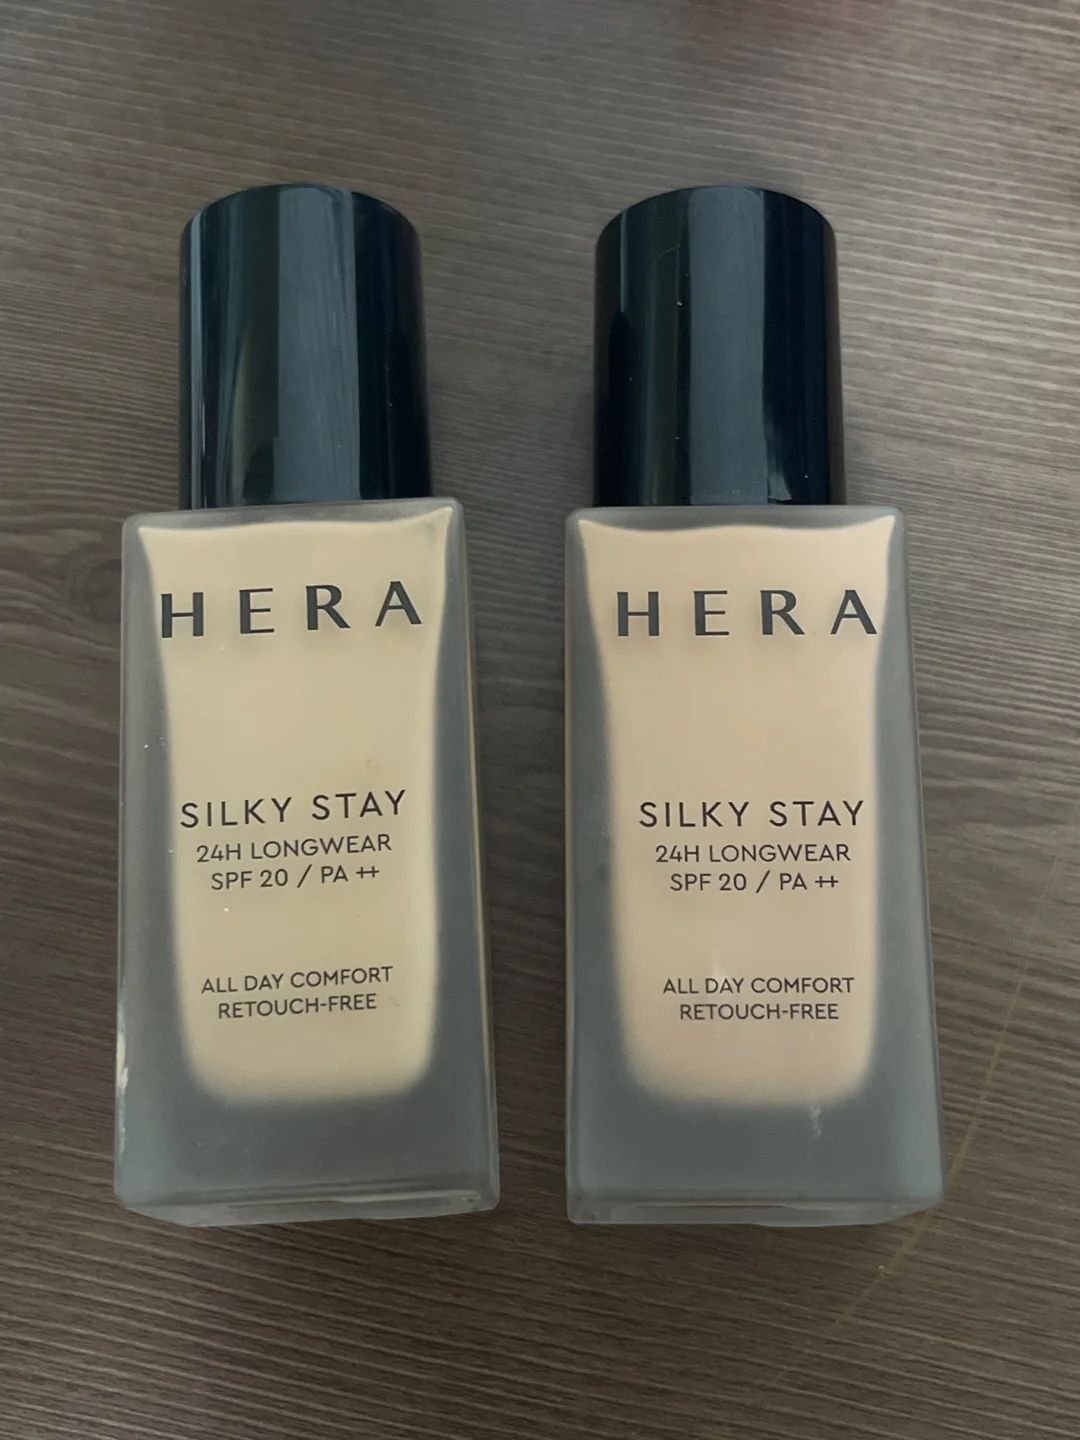 HERA
SILKY STAY
24H LONGWEAR
SPF 20 / PA ++
ALL DAY COMFORT
RETOUCH-FREE
HERA
SILKY STAY
24H LONGWEAR
SPF 20 / PA ++
ALL DAY COMFORT
RETOUCH-FREE